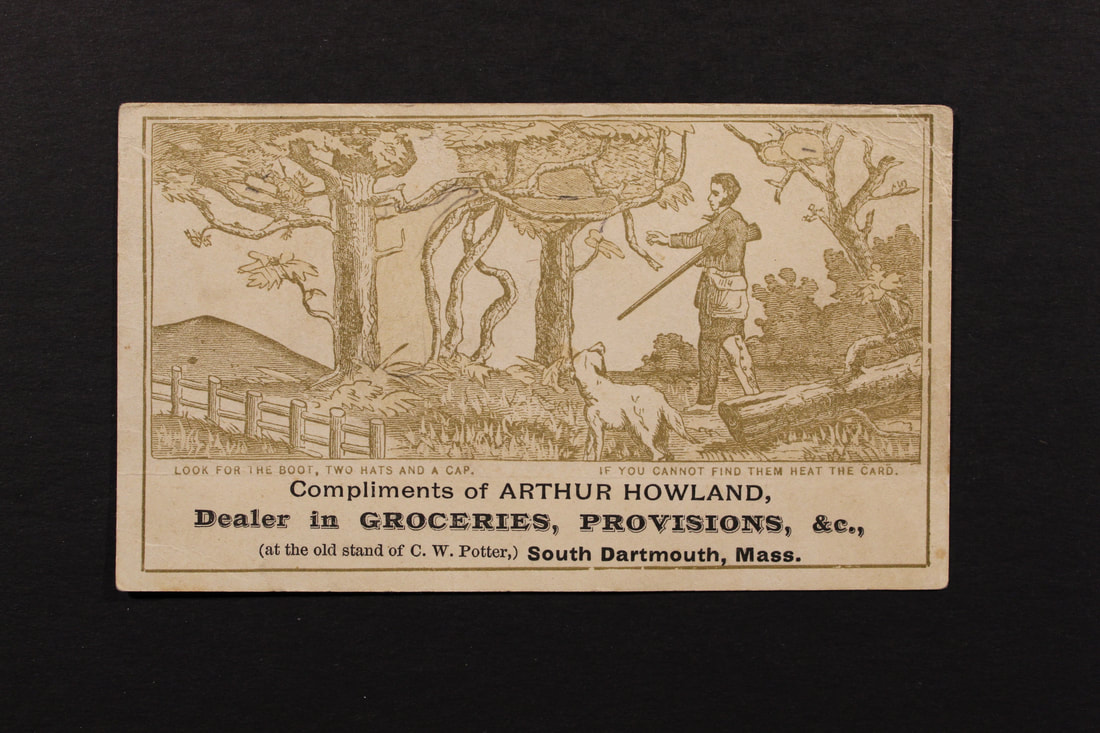 LOOK FOR THE BOOT, TWO HATS AND A CAP. IF YOU CANNOT FIND THEM HEAT THE CARD.
Compliments of ARTHUR HOWLAND,
Dealer in GROCERIES, PROVISIONS, &c.,
(at the old stand of C. W. Potter,) South Dartmouth, Mass.